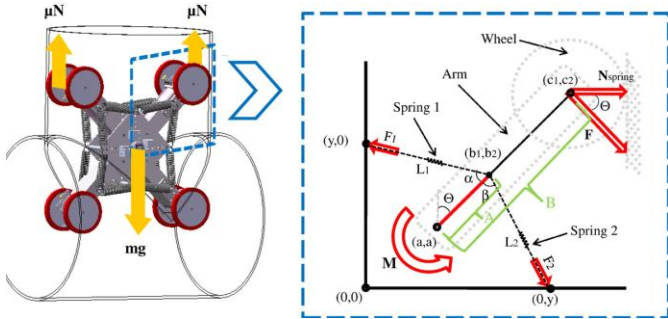 μN
μN
mg
Wheel
Arm
Spring 1
(c1,c2)
Nspring
Θ
F
(y,0)
F1
L1
(b1,b2)
α
β
Θ
A
B
(a,a)
M
L2
Spring 2
F2
(0,0)
(0,y)